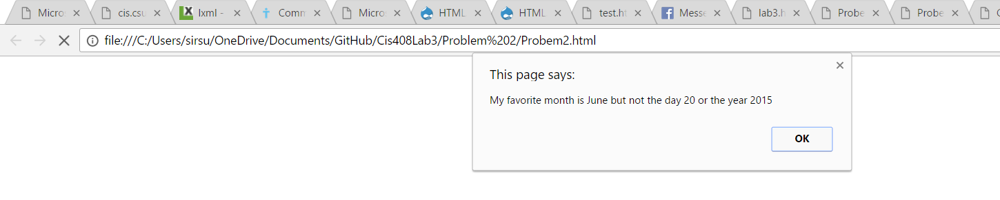 Micro: cis.csu lxml - Comm Micro: HTML HTML test.ht Messe lab3.h Probe Probe
file:///C:/Users/sirsu/OneDrive/Documents/GitHub/Cis408Lab3/Problem%202/Probem2.html
This page says:
My favorite month is June but not the day 20 or the year 2015
OK